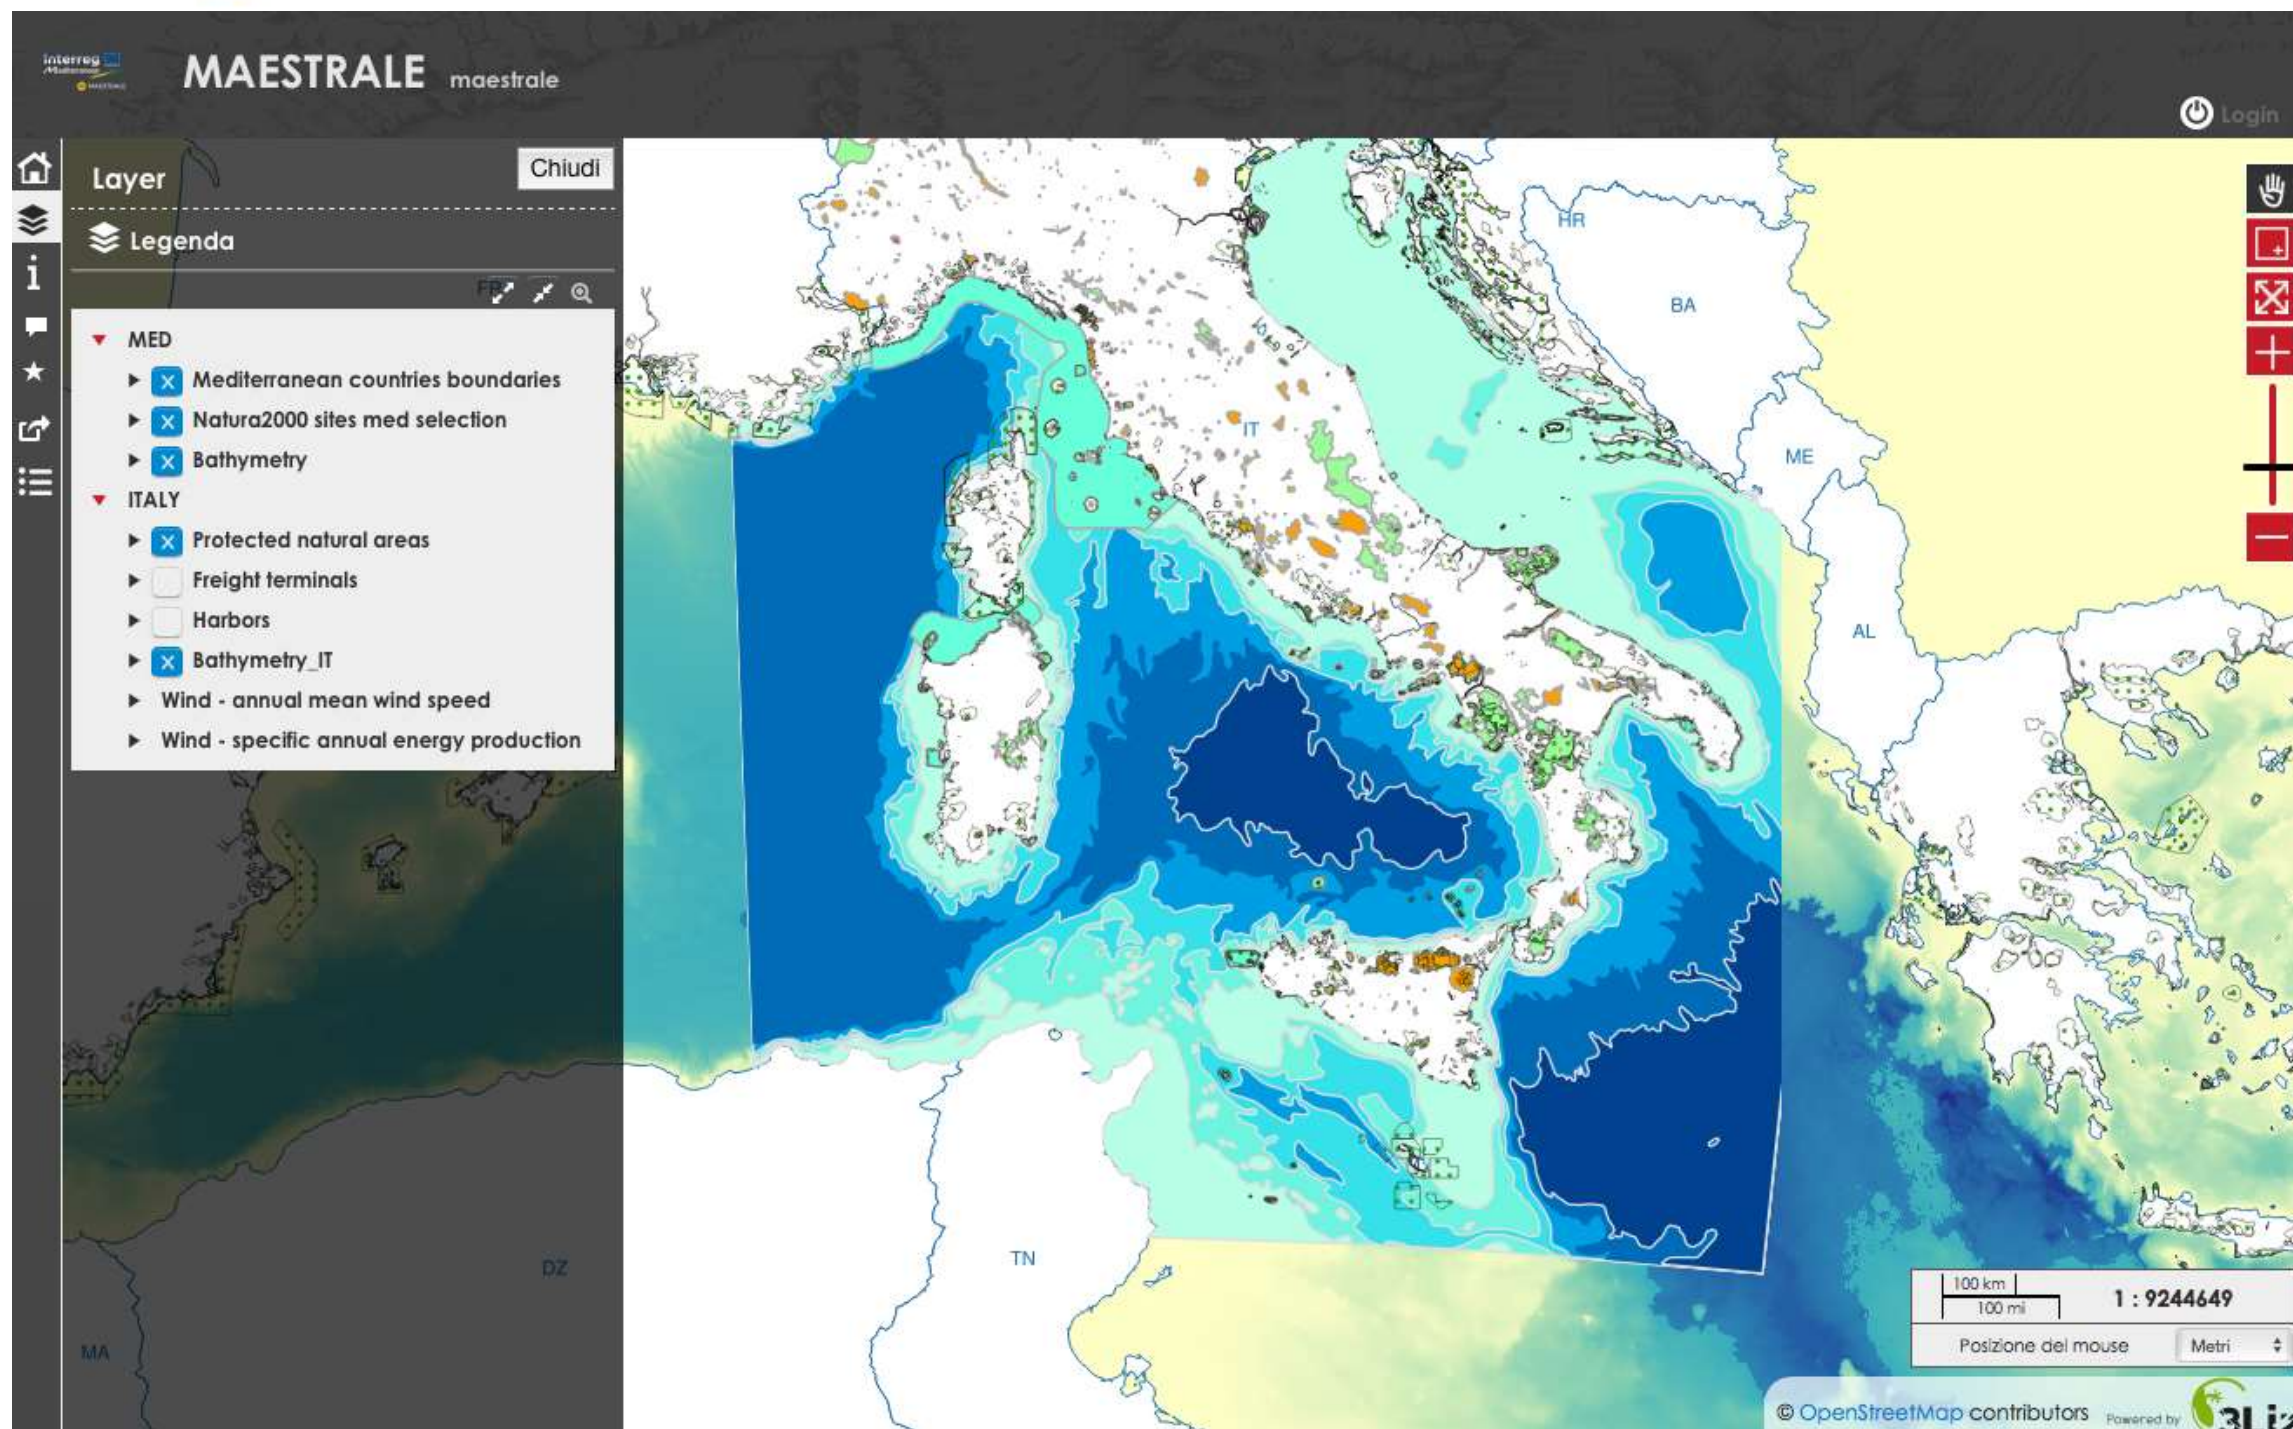 interreg
MAESTRALE maestrale
Login
Layer
Chiudi
Legenda
FR
MED
Mediterranean countries boundaries
Natura2000 sites med selection
Bathymetry
ITALY
Protected natural areas
Freight terminals
Harbors
Bathymetry_IT
Wind - annual mean wind speed
Wind - specific annual energy production
HR
BA
IT
ME
AL
TN
DZ
MA
100 km
100 mi
1 : 9244649
Posizione del mouse
Metri
© OpenStreetMap contributors
Powered by
3Liz